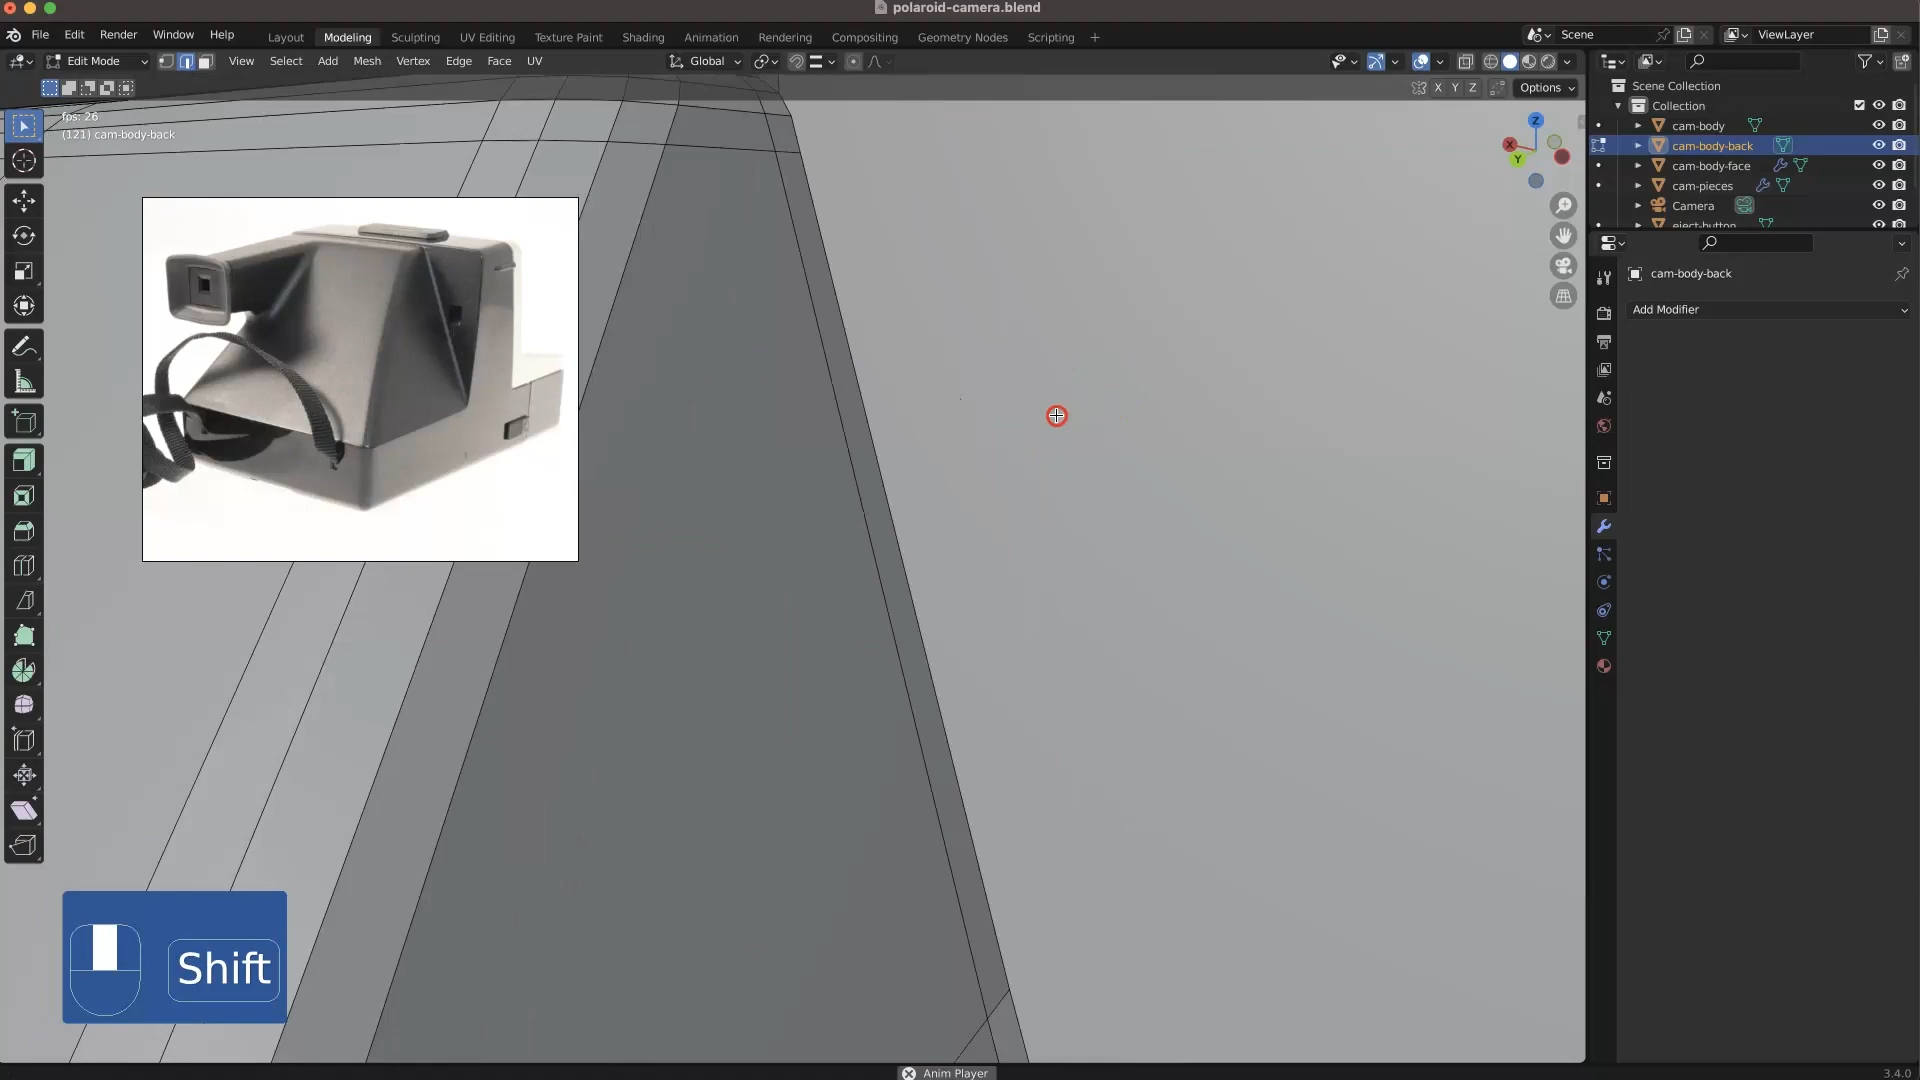 polaroid-camera.blend
File Edit Render Window Help Layout Modeling Sculpting UV Editing Texture Paint Shading Animation Rendering Compositing Geometry Nodes Scripting + Scene ViewLayer
Edit Mode View Select Add Mesh Vertex Edge Face UV Global
X Y Z Options
Scene Collection
Collection
cam-body
cam-body-back
cam-body-face
cam-pieces
Camera
eject-button
fps: 26
(121) cam-body-back
Z
X
Y
cam-body-back
Add Modifier
Shift
Anim Player
3.4.0